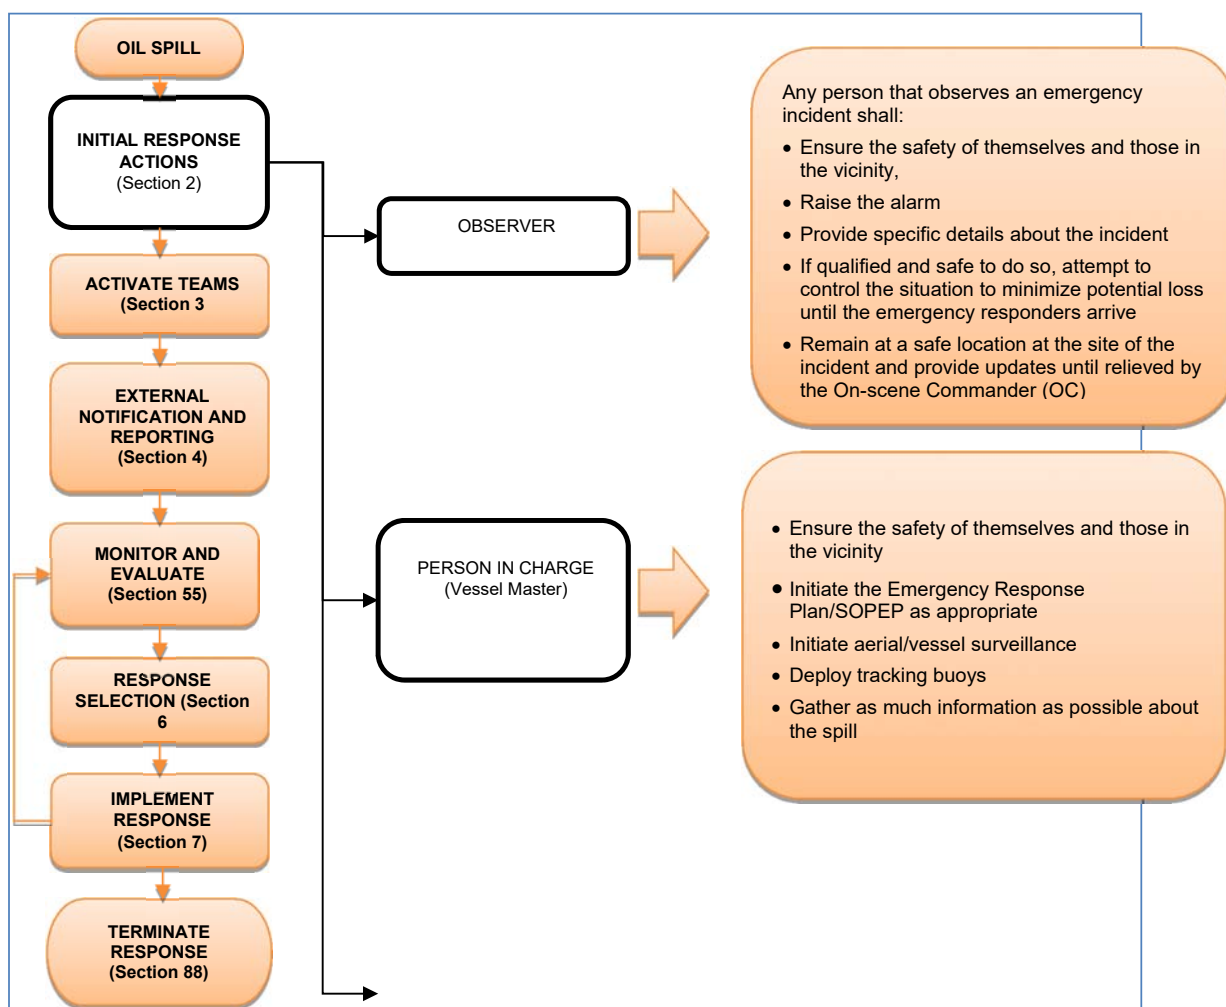 OIL SPILL
INITIAL RESPONSE
ACTIONS
(Section 2)
ACTIVATE TEAMS
(Section 3
EXTERNAL
NOTIFICATION AND
REPORTING
(Section 4)
MONITOR AND
EVALUATE
(Section 55)
RESPONSE
SELECTION (Section
6
IMPLEMENT
RESPONSE
(Section 7)
TERMINATE
RESPONSE
(Section 88)
OBSERVER
PERSON IN CHARGE
(Vessel Master)
Any person that observes an emergency
incident shall:
• Ensure the safety of themselves and those in
the vicinity,
• Raise the alarm
• Provide specific details about the incident
• If qualified and safe to do so, attempt to
control the situation to minimize potential loss
until the emergency responders arrive
• Remain at a safe location at the site of the
incident and provide updates until relieved by
the On-scene Commander (OC)
• Ensure the safety of themselves and those in
the vicinity
• Initiate the Emergency Response
Plan/SOPEP as appropriate
• Initiate aerial/vessel surveillance
• Deploy tracking buoys
• Gather as much information as possible about
the spill